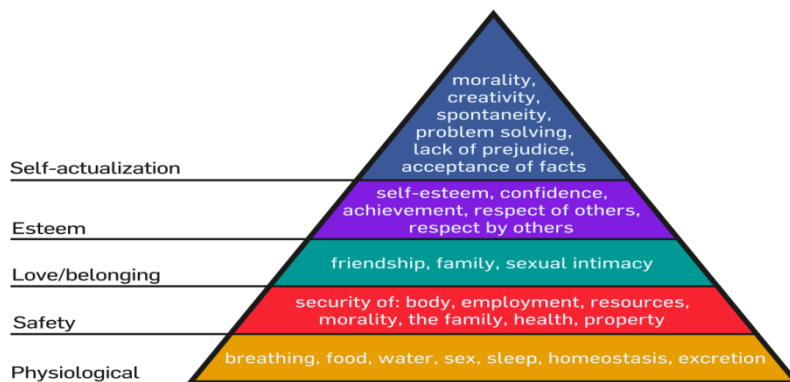 morality,
creativity,
spontaneity,
problem solving,
lack of prejudice,
acceptance of facts
Self-actualization
self-esteem, confidence,
achievement, respect of others,
respect by others
Esteem
friendship, family, sexual intimacy
Love/belonging
security of: body, employment, resources,
morality, the family, health, property
Safety
breathing, food, water, sex, sleep, homeostasis, excretion
Physiological